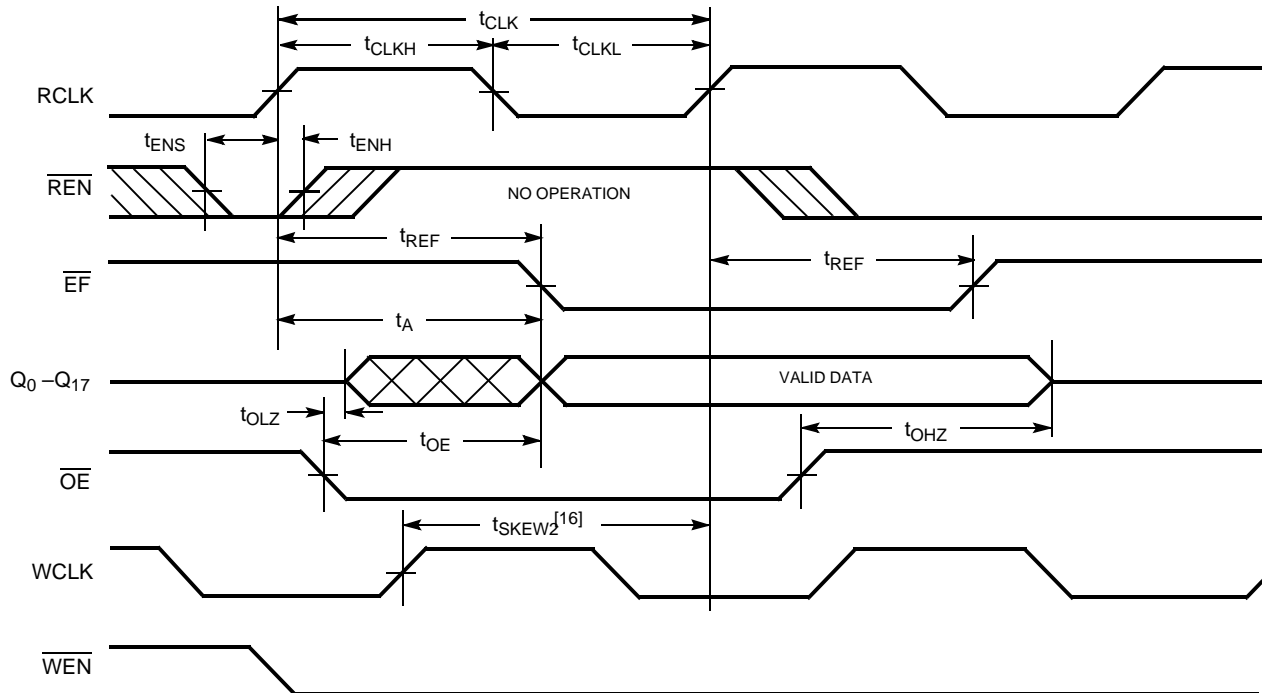 tCLK
tCLKH tCLKL
RCLK
tENS tENH
REN
NO OPERATION
tREF
tREF
EF
tA
Q0 –Q17
VALID DATA
tOLZ
tOE
tOHZ
OE
tSKEW2[16]
WCLK
WEN